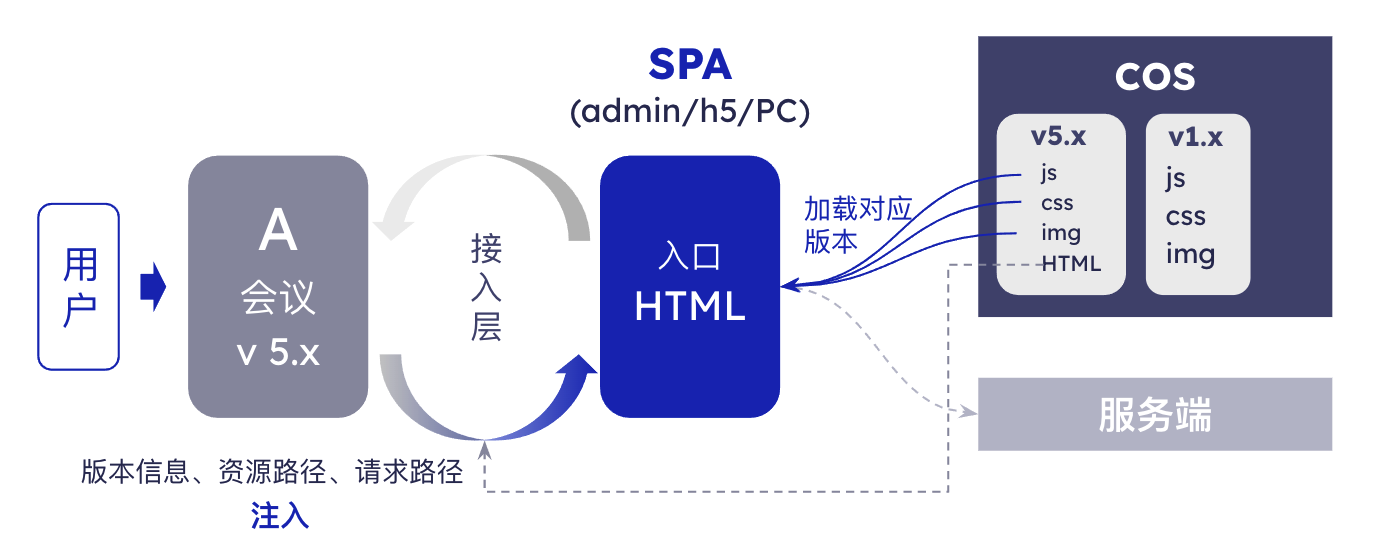 用
户
A
会议
v 5.x
接
入
层
版本信息、资源路径、请求路径
注入
SPA
(admin/h5/PC)
入口
HTML
加载对应
版本
COS
v5.x
js
css
img
HTML
v1.x
js
css
img
服务端